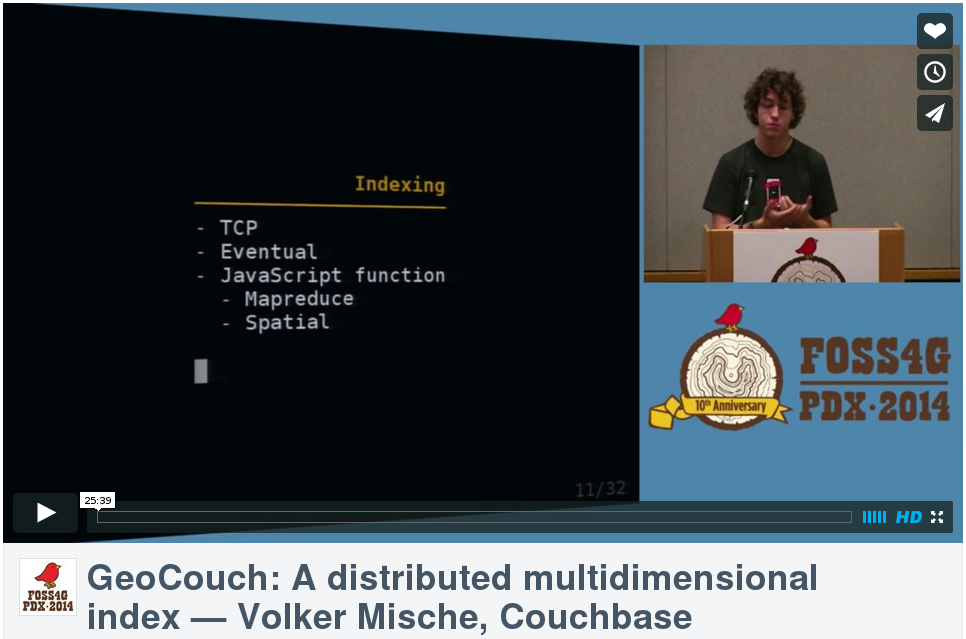 Indexing
- TCP
- Eventual
- JavaScript function
- Mapreduce
- Spatial
11/32
10th Anniversary
FOSS4G
PDX·2014
25:39
HD
FOSS4G
PDX·2014
GeoCouch: A distributed multidimensional
index — Volker Mische, Couchbase